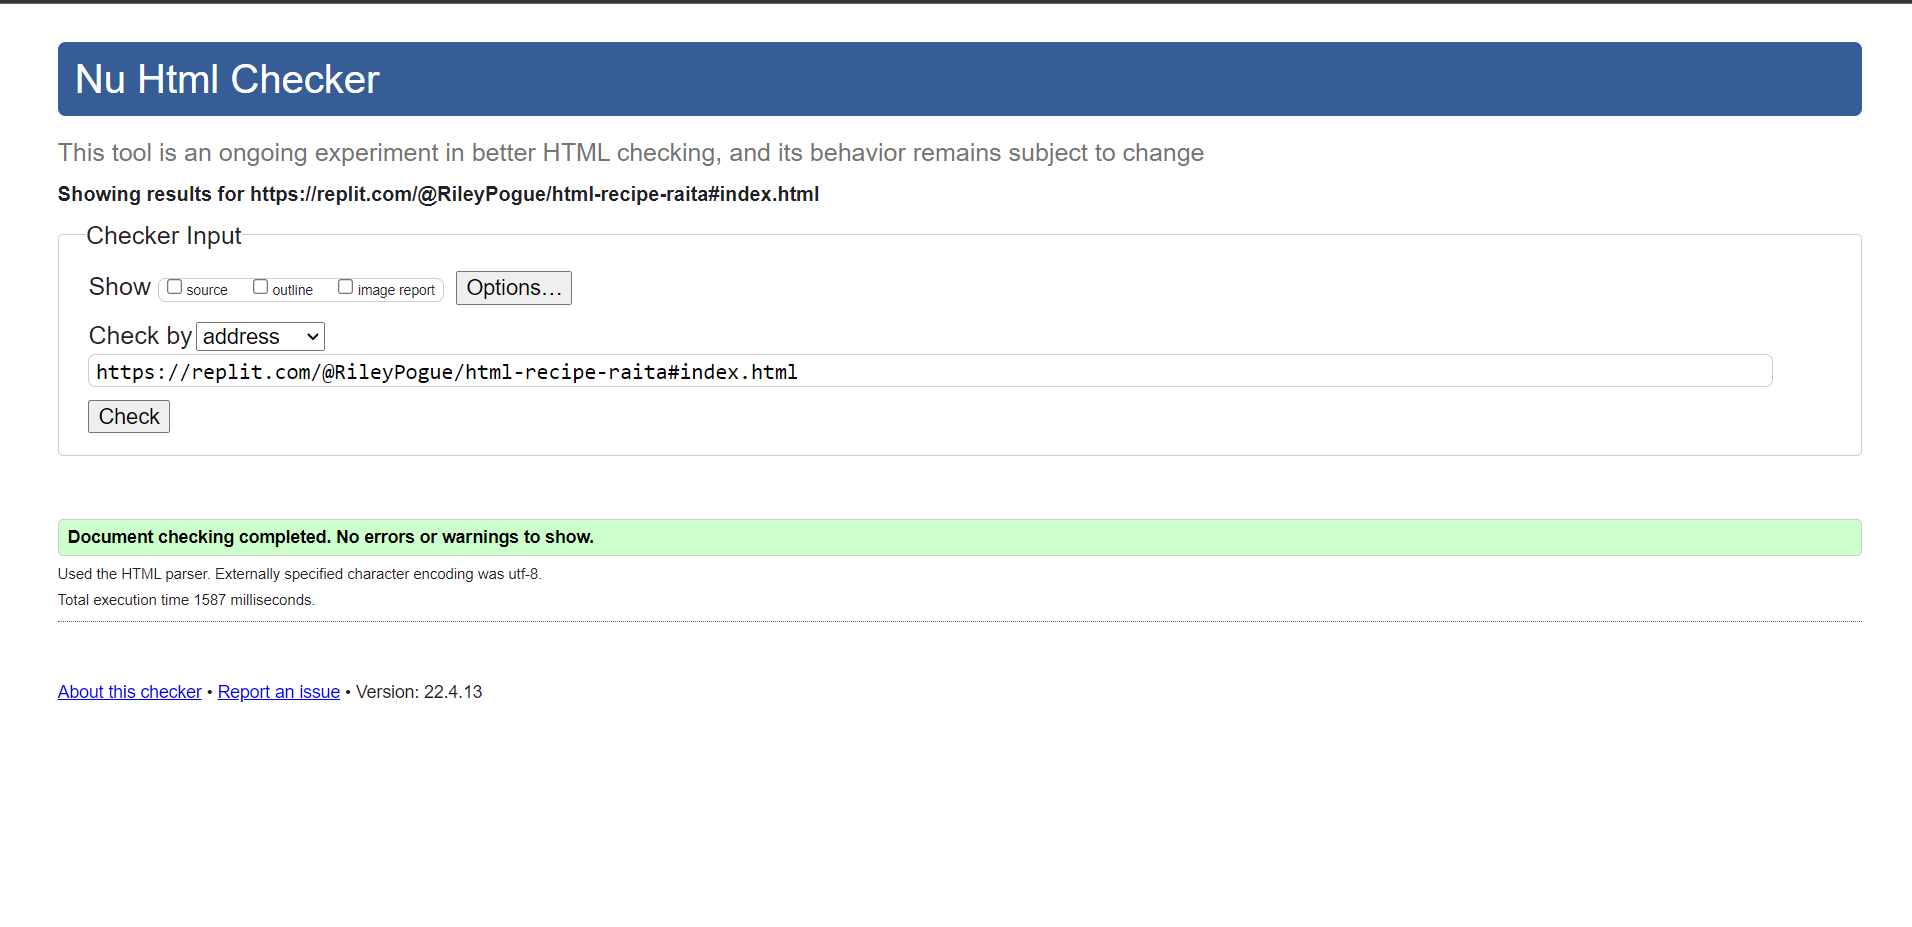 Nu Html Checker
This tool is an ongoing experiment in better HTML checking, and its behavior remains subject to change
Showing results for https://replit.com/@RileyPogue/html-recipe-raita#index.html
Checker Input
Show source outline image report Options…
Check by address
https://replit.com/@RileyPogue/html-recipe-raita#index.html
Check
Document checking completed. No errors or warnings to show.
Used the HTML parser. Externally specified character encoding was utf-8.
Total execution time 1587 milliseconds.
About this checker • Report an issue • Version: 22.4.13